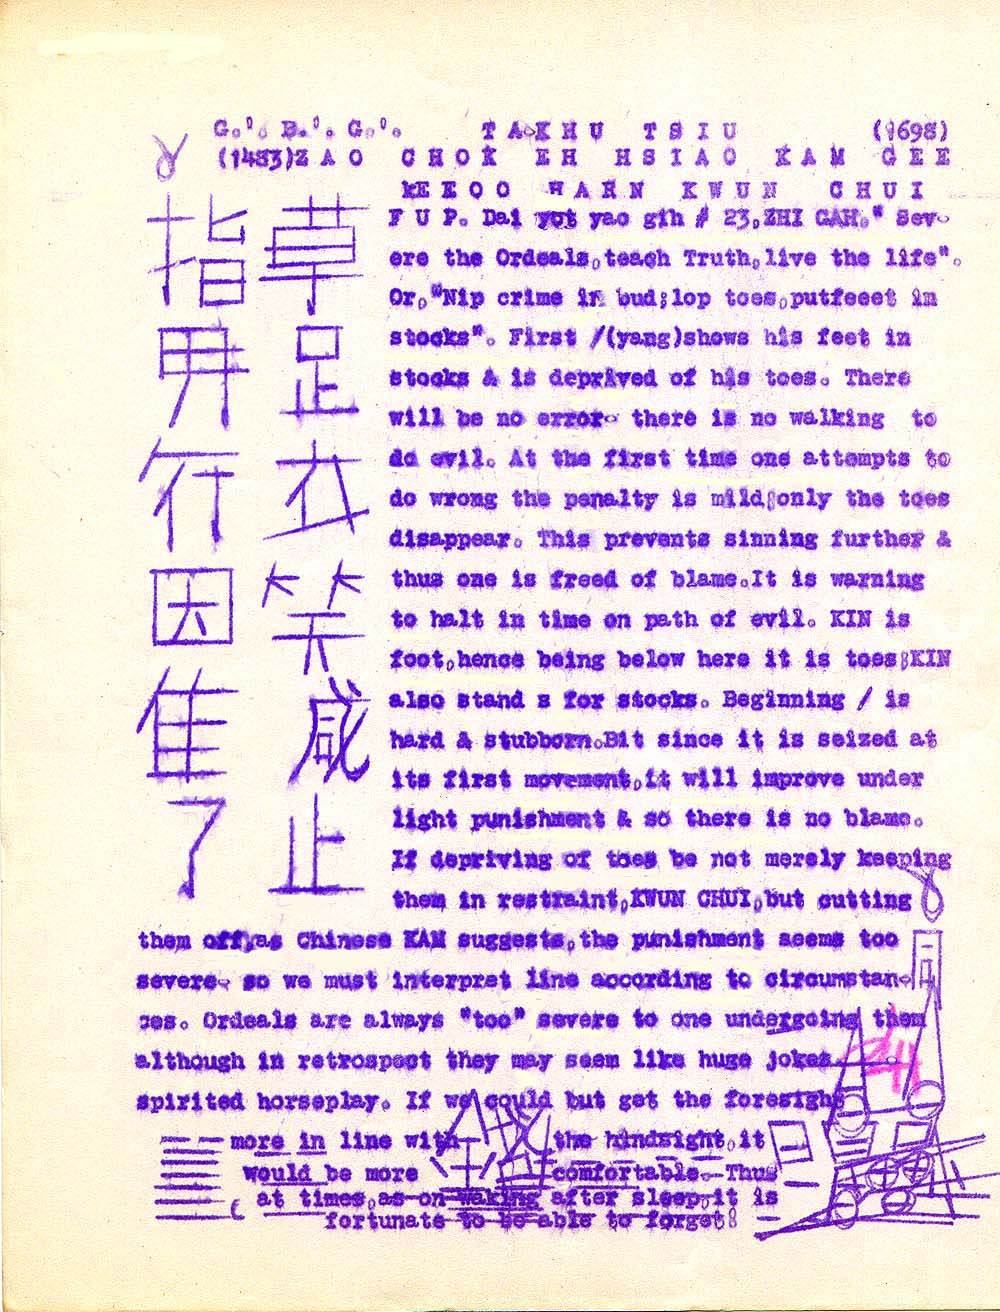 G.'. B.'. G.'. T A K H U T S I U (1698)
(1483)Z A O C H O K E H H S I A O K A M G E E
K E E O O W A R N K W U N C H U I
F U P. Dai yut yao gih # 23,ZHI GAH." Sev-
ere the Ordeals,teach Truth,live the life".
Or,"Nip crime in bud;lop toes,putfeeet in
stocks". First /(yang)shows his feet in
stocks & is deprived of his toes. There
will be no error- there is no walking to
do evil. At the first time one attempts to
do wrong the penalty is mild;only the toes
disappear. This prevents sinning further &
thus one is freed of blame.It is warning
to halt in time on path of evil. KIN is
foot,hence being below here it is toes;KIN
also stand s for stocks. Beginning / is
hard & stubborn.Bit since it is seized at
its first movement,it will improve under
light punishment & so there is no blame.
If depriving of toes be not merely keeping
them in restraint,KWUN CHUI,but cutting
them off,as Chinese KAM suggests,the punishment seems too
severe- so we must interpret line according to circumstan-
ces. Ordeals are always "too" severe to one undergoing them
although in retrospect they may seem like huge jokes-
spirited horseplay. If we could but get the foresight
more in line with the hindsight,it
would be more comfortable- Thus
at times,as on waking after sleep,it is
fortunate to be able to forget!
指 草
足
行 衣
因 笑
隹 咸
了 止
24